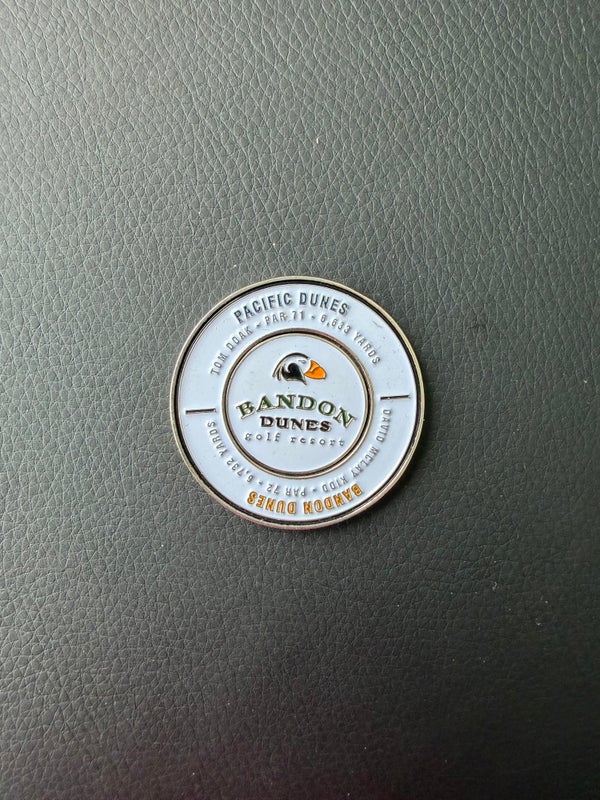 PACIFIC DUNES
TOM DOAK • PAR 71 • 6,633 YARDS
BANDON
DUNES
golf resort
DAVID MCLAY KIDD • PAR 72 • 6,732 YARDS
BANDON DUNES